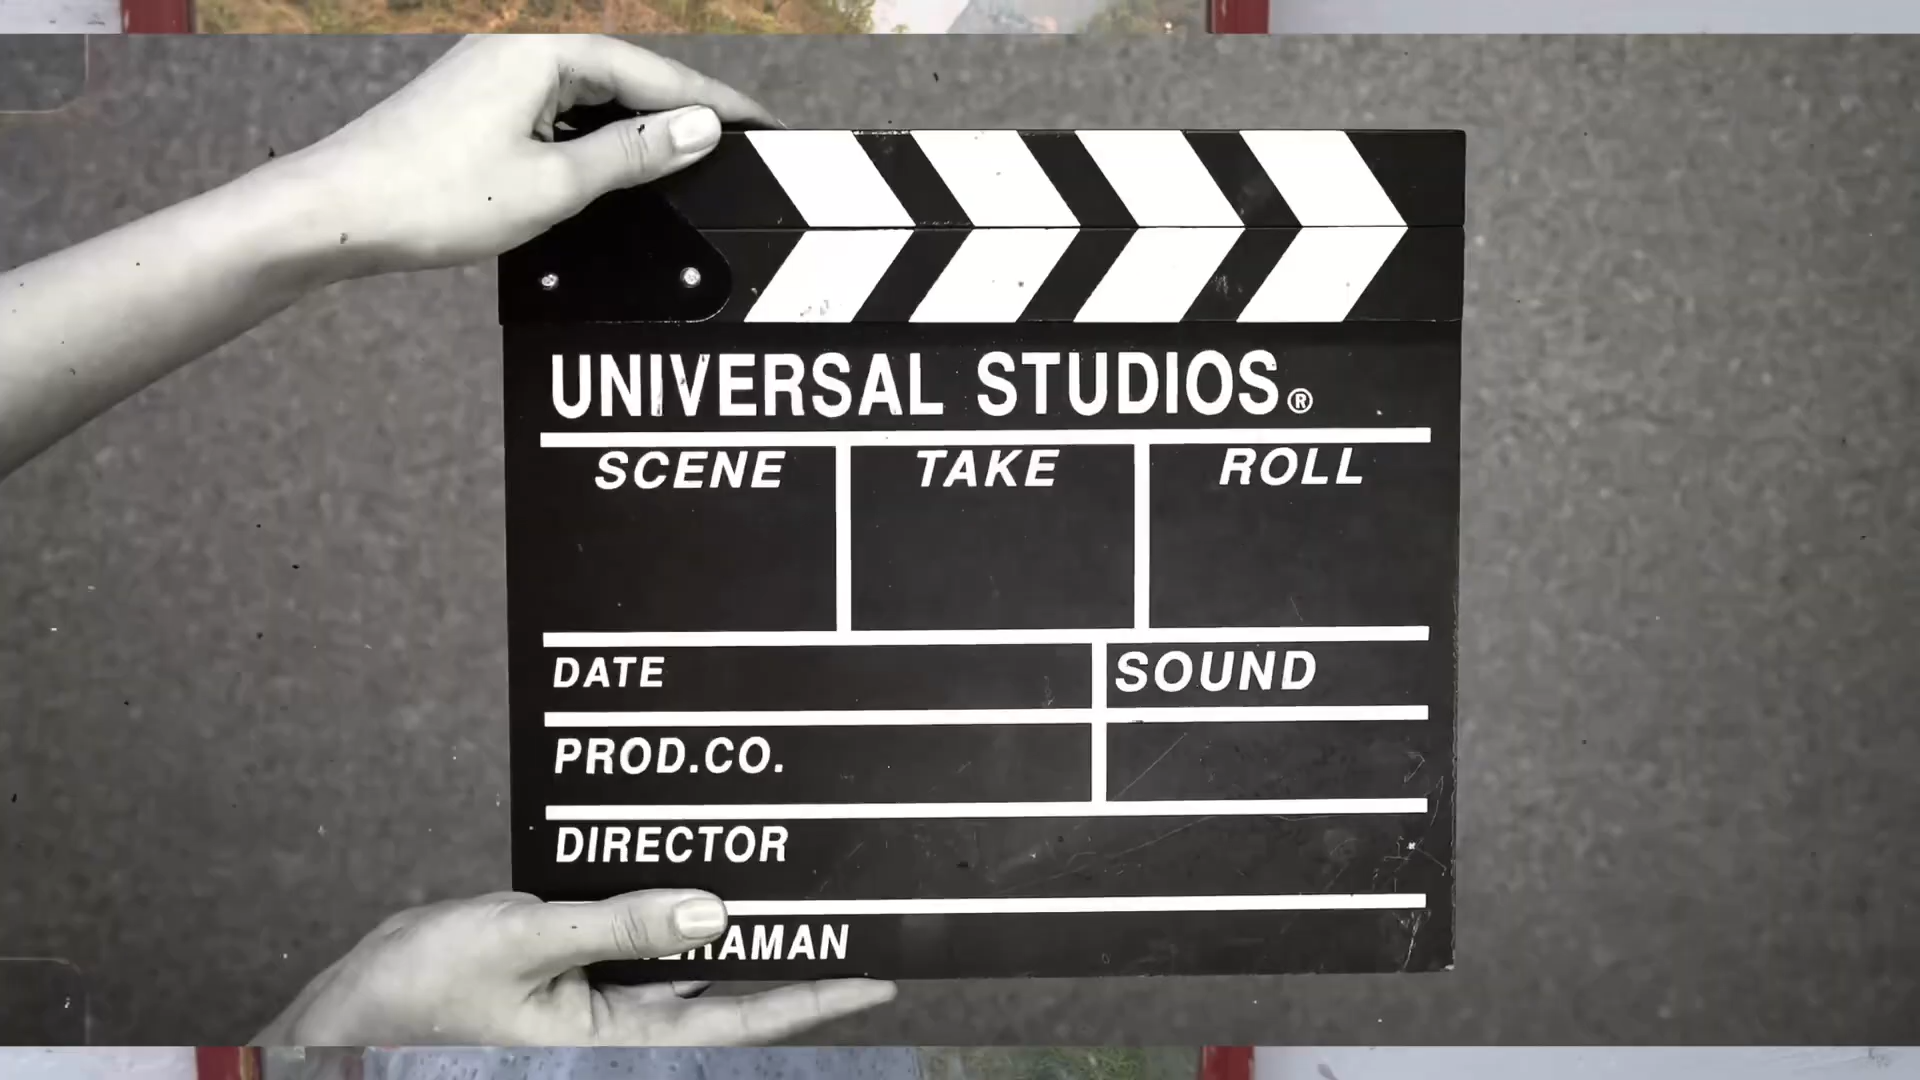 UNIVERSAL STUDIOS®
SCENE TAKE ROLL
DATE SOUND
PROD.CO.
DIRECTOR